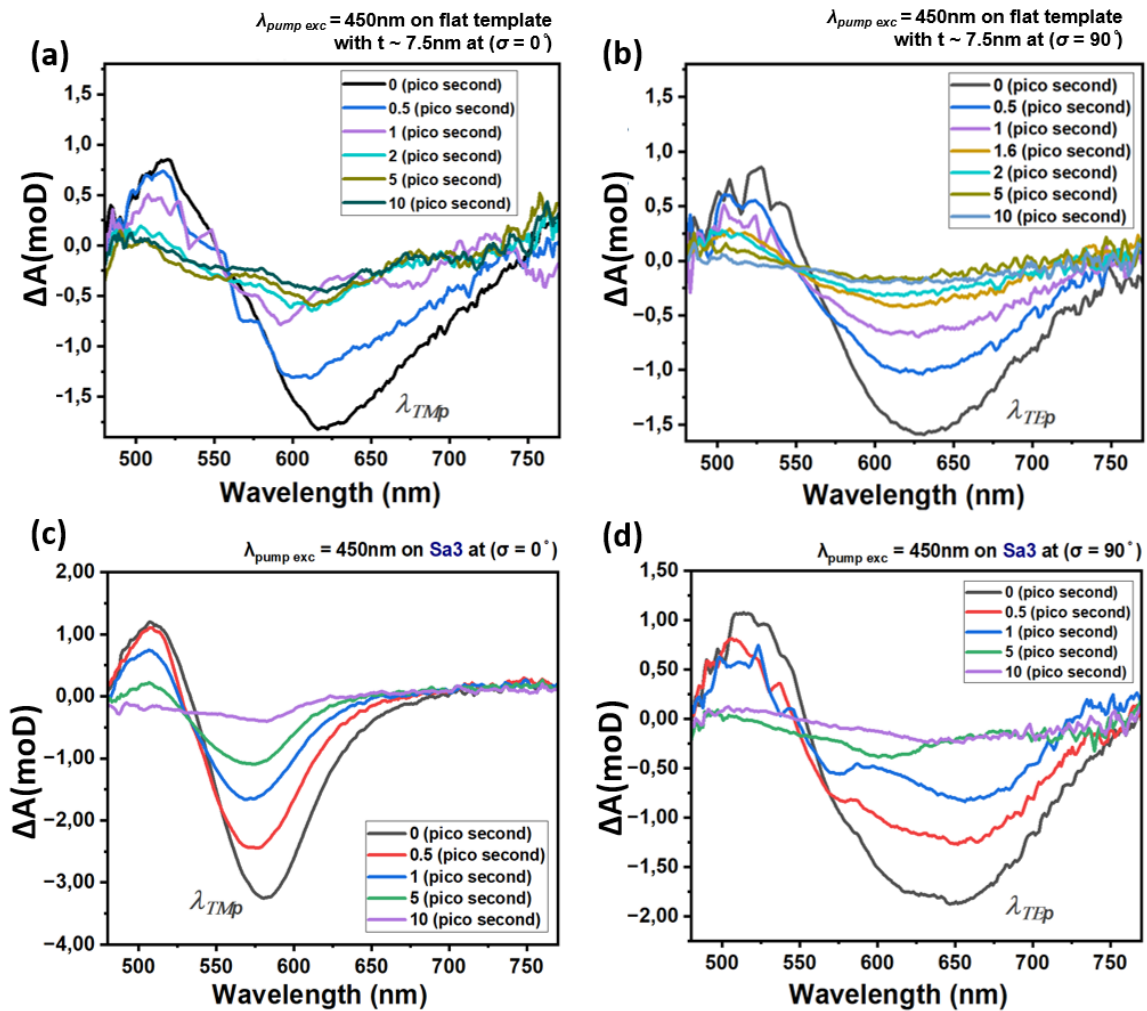 λpump exc = 450nm on flat template
with t ~ 7.5nm at (σ = 0°)
(a)
0 (pico second)
0.5 (pico second)
1 (pico second)
2 (pico second)
5 (pico second)
10 (pico second)
1,5
1,0
0,5
0,0
−0,5
−1,0
−1,5
ΔA(moD)
λTMp
500 550 600 650 700 750
Wavelength (nm)
λpump exc = 450nm on flat template
with t ~ 7.5nm at (σ = 90°)
(b)
0 (pico second)
0.5 (pico second)
1 (pico second)
1.6 (pico second)
2 (pico second)
5 (pico second)
10 (pico second)
1,5
1,0
0,5
0,0
−0,5
−1,0
−1,5
ΔA(moD)
λTEp
500 550 600 650 700 750
Wavelength (nm)
(c)
λpump exc = 450nm on Sa3 at (σ = 0°)
2,00
1,00
0,00
−1,00
−2,00
−3,00
−4,00
ΔA(moD)
0 (pico second)
0.5 (pico second)
1 (pico second)
5 (pico second)
10 (pico second)
λTMp
500 550 600 650 700 750
Wavelength (nm)
(d)
λpump exc = 450nm on Sa3 at (σ = 90°)
1,50
1,00
0,50
0,00
−0,50
−1,00
−1,50
−2,00
ΔA(moD)
0 (pico second)
0.5 (pico second)
1 (pico second)
5 (pico second)
10 (pico second)
λTEp
500 550 600 650 700 750
Wavelength (nm)